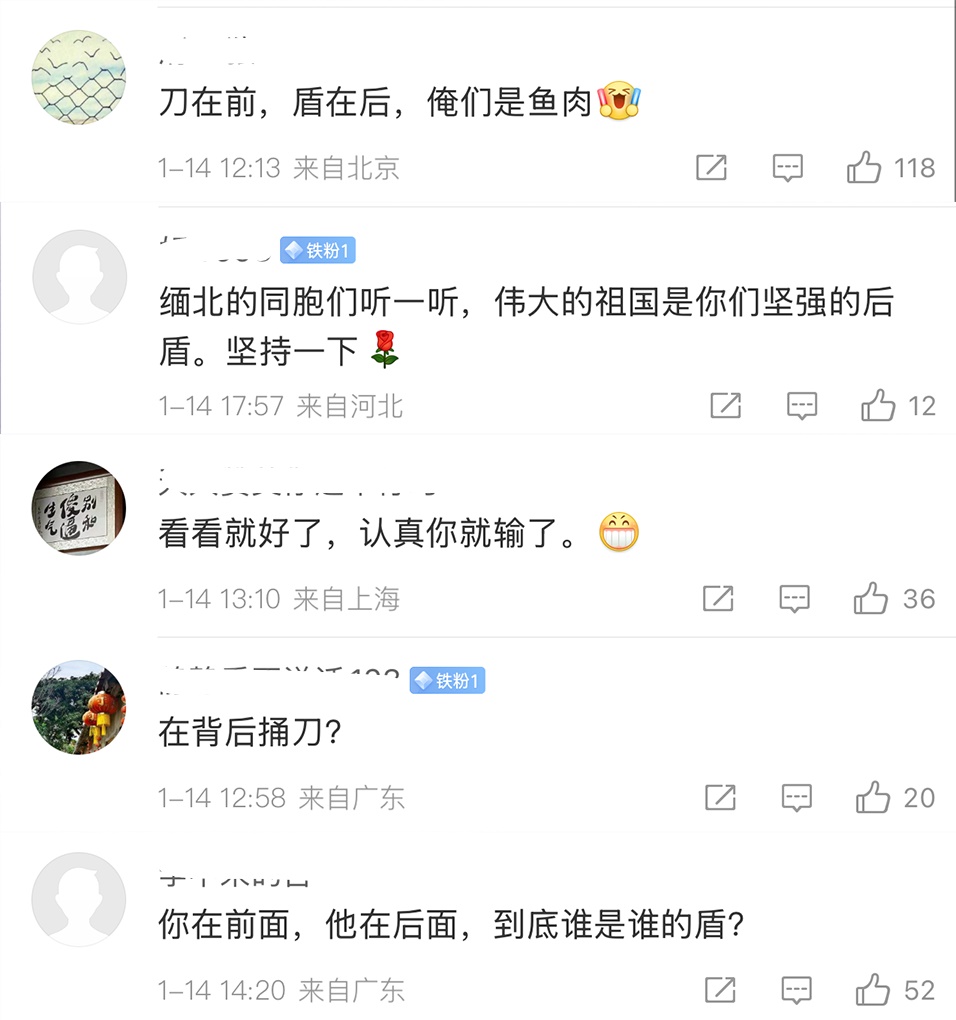 刀在前，盾在后，俺们是鱼肉
1-14 12:13 来自北京
118
铁粉1
缅北的同胞们听一听，伟大的祖国是你们坚强的后
盾。坚持一下
1-14 17:57 来自河北
12
别和
傻逼
生气
看看就好了，认真你就输了。
1-14 13:10 来自上海
36
铁粉1
在背后捅刀？
1-14 12:58 来自广东
20
你在前面，他在后面，到底谁是谁的盾？
1-14 14:20 来自广东
52